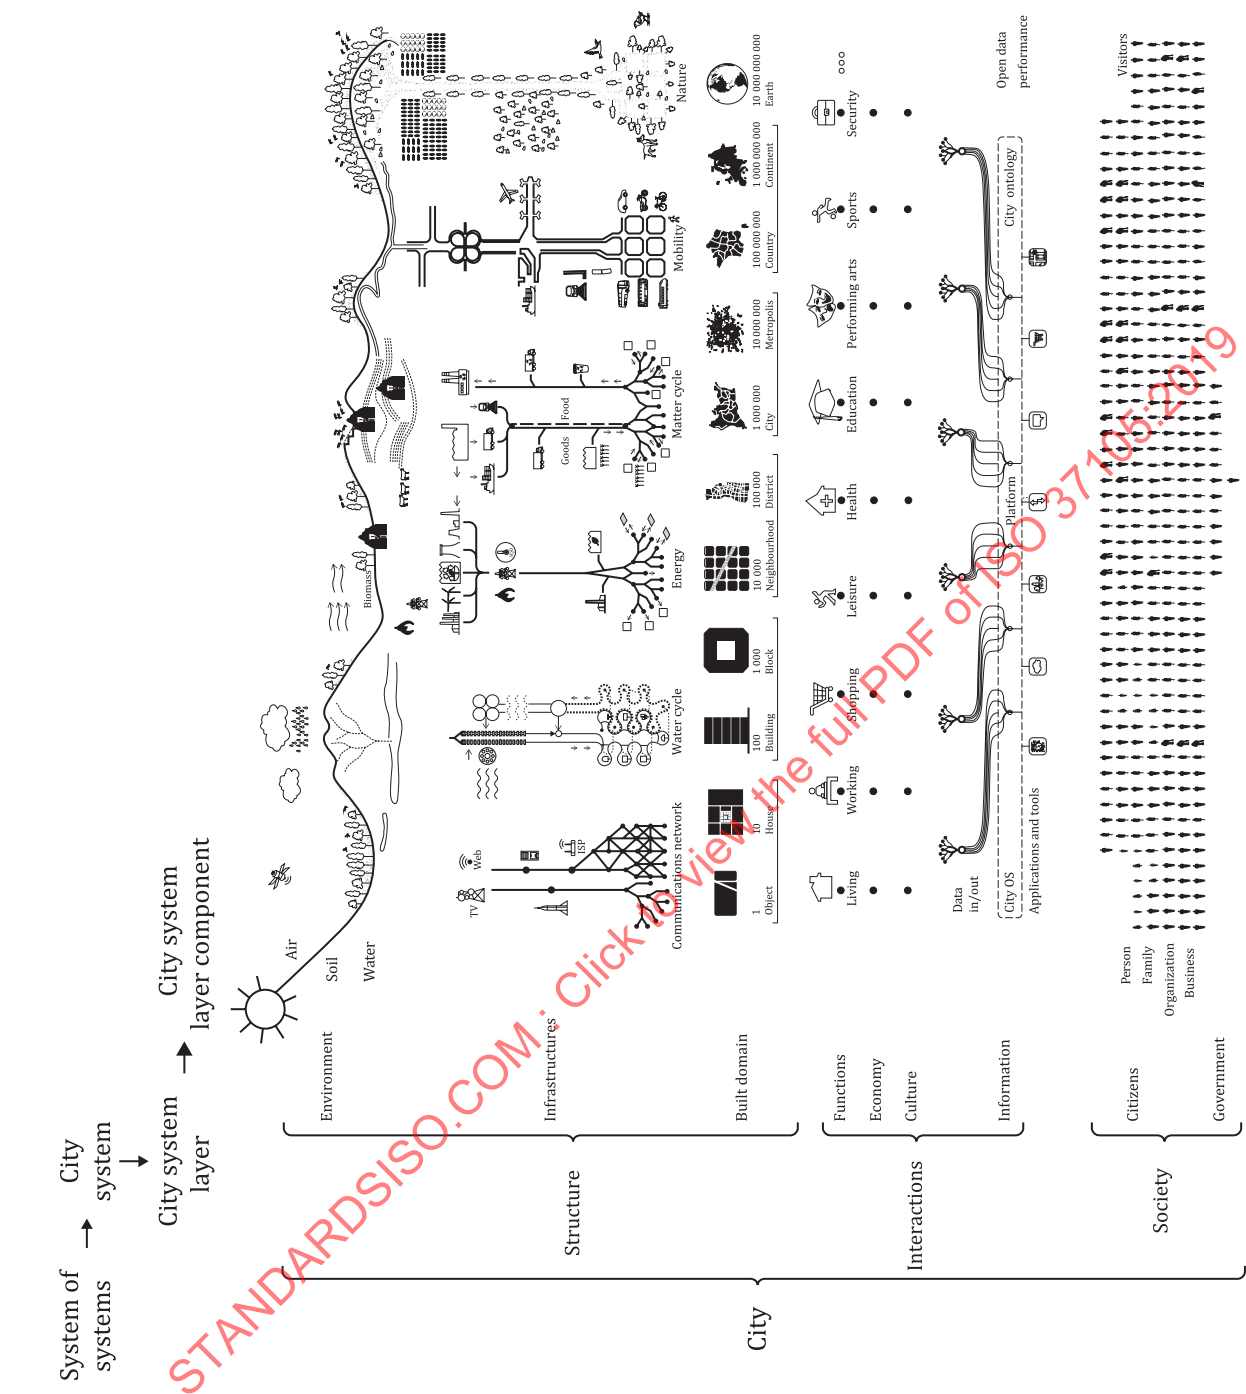 System of
systems
City
system
City system
layer
City system
layer component
City
Structure
Interactions
Society
Environment
Infrastructures
Built domain
Functions
Economy
Culture
Information
Citizens
Government
Air
Soil
Water
Biomass
Communications network
TV
Web
ISP
Water cycle
Energy
Matter cycle
Goods
Food
Mobility
Nature
1
Object
10
House
100
Building
1 000
Block
10 000
Neighbourhood
100 000
District
1 000 000
City
10 000 000
Metropolis
100 000 000
Country
1 000 000 000
Continent
10 000 000 000
Earth
Living
Working
Shopping
Leisure
Health
Education
Performing arts
Sports
Security
Data
in/out
Open data
performance
City OS
Platform
City ontology
Applications and tools
Person
Family
Organization
Business
Visitors
STANDARDSISO.COM : Click to view the full PDF of ISO 37105:2019